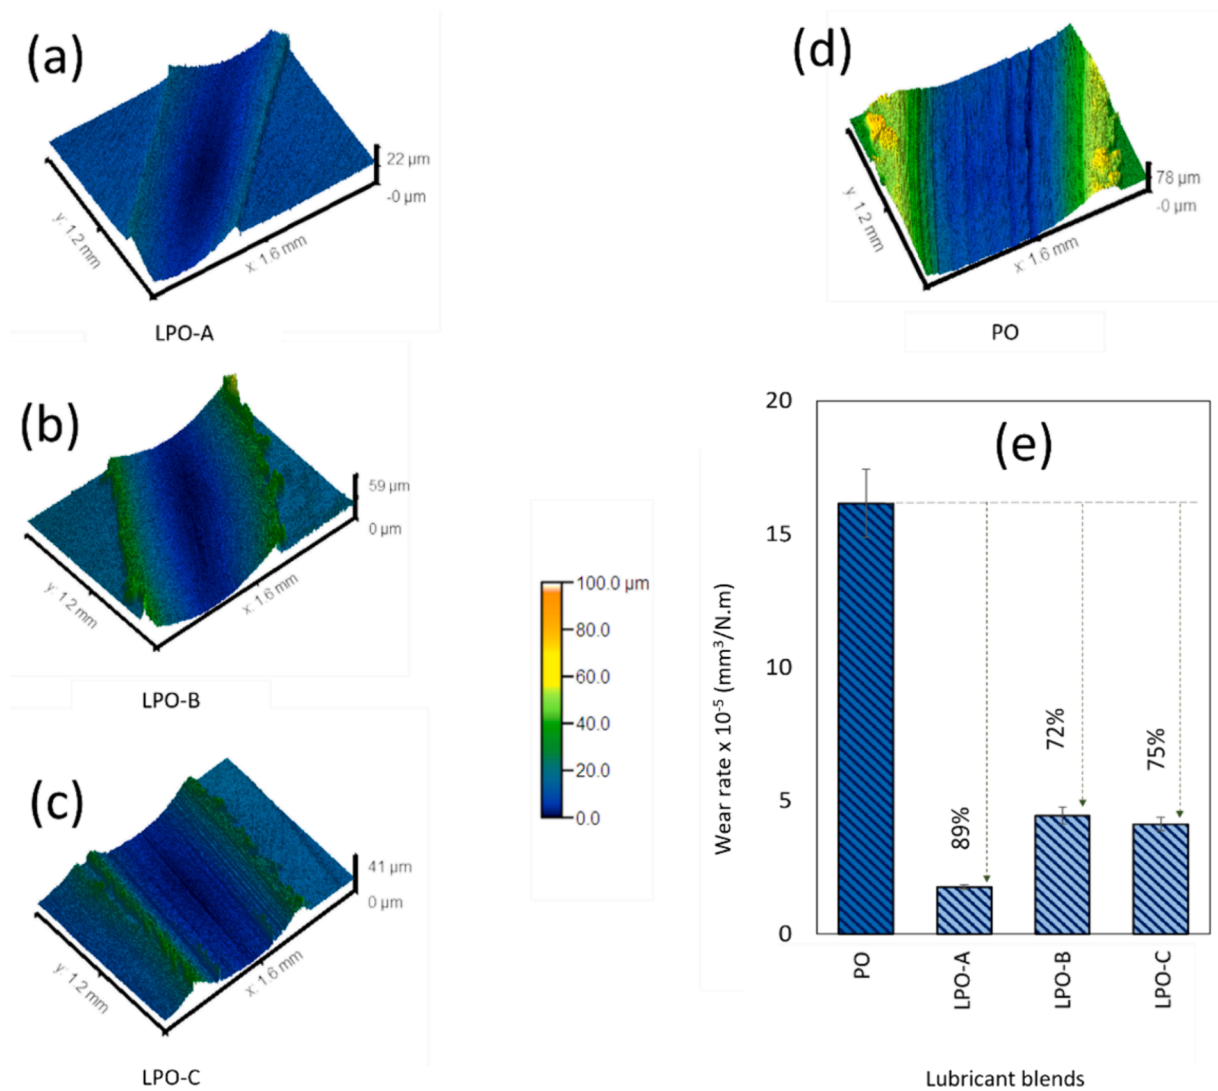 (a)
22 µm
-0 µm
y: 1.2 mm
x: 1.6 mm
LPO-A
(b)
59 µm
0 µm
y: 1.2 mm
x: 1.6 mm
LPO-B
(c)
41 µm
0 µm
y: 1.2 mm
x: 1.6 mm
LPO-C
100.0 µm
80.0
60.0
40.0
20.0
0.0
(d)
78 µm
-0 µm
y: 1.2 mm
x: 1.6 mm
PO
(e)
20
15
10
5
0
Wear rate x 10⁻⁵ (mm³/N.m)
89%
72%
75%
PO
LPO-A
LPO-B
LPO-C
Lubricant blends